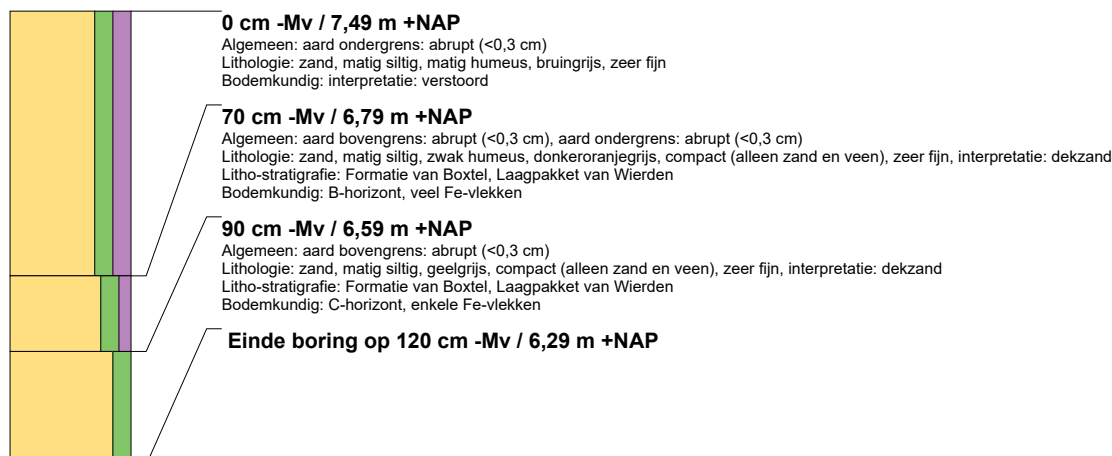 0 cm -Mv / 7,49 m +NAP
Algemeen: aard ondergrens: abrupt (<0,3 cm)
Lithologie: zand, matig siltig, matig humeus, bruingrijs, zeer fijn
Bodemkundig: interpretatie: verstoord
70 cm -Mv / 6,79 m +NAP
Algemeen: aard bovengrens: abrupt (<0,3 cm), aard ondergrens: abrupt (<0,3 cm)
Lithologie: zand, matig siltig, zwak humeus, donkeroranjegrijs, compact (alleen zand en veen), zeer fijn, interpretatie: dekzand
Litho-stratigrafie: Formatie van Boxtel, Laagpakket van Wierden
Bodemkundig: B-horizont, veel Fe-vlekken
90 cm -Mv / 6,59 m +NAP
Algemeen: aard bovengrens: abrupt (<0,3 cm)
Lithologie: zand, matig siltig, geelgrijs, compact (alleen zand en veen), zeer fijn, interpretatie: dekzand
Litho-stratigrafie: Formatie van Boxtel, Laagpakket van Wierden
Bodemkundig: C-horizont, enkele Fe-vlekken
Einde boring op 120 cm -Mv / 6,29 m +NAP